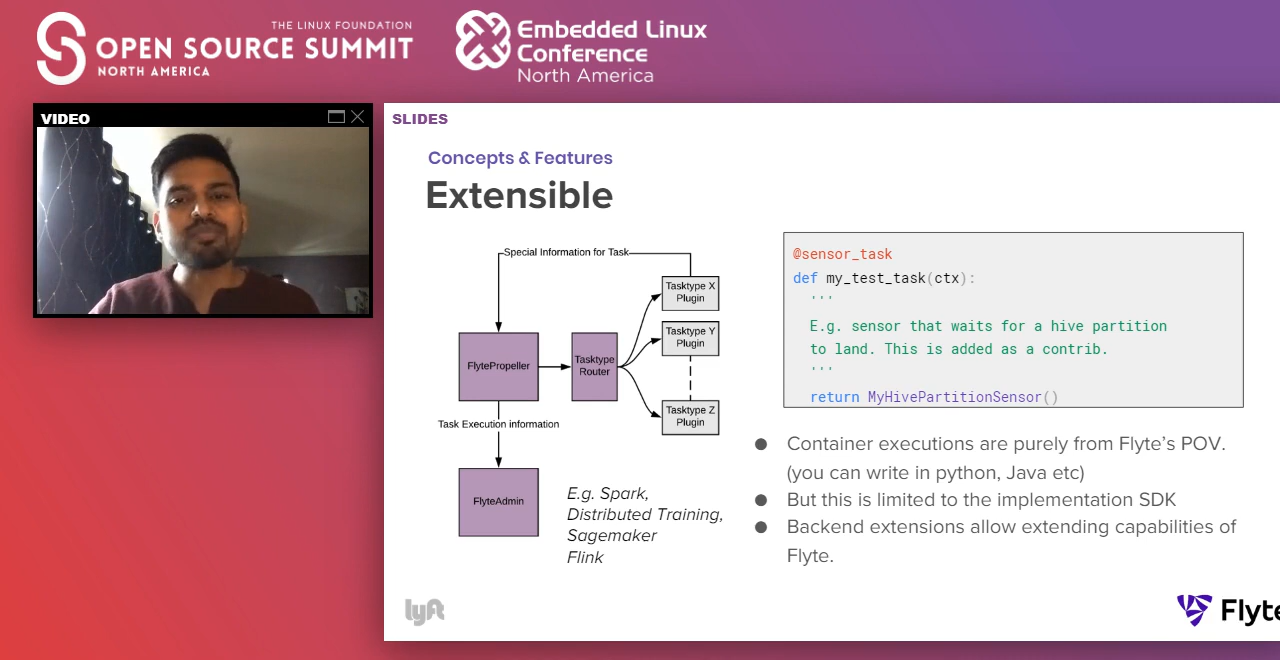 THE LINUX FOUNDATION
OPEN SOURCE SUMMIT
NORTH AMERICA
Embedded Linux
Conference
North America
VIDEO
SLIDES
Concepts & Features
Extensible
Special Information for Task
Tasktype X
Plugin
Tasktype Y
Plugin
FlytePropeller
Tasktype
Router
Tasktype Z
Plugin
Task Execution information
FlyteAdmin
E.g. Spark,
Distributed Training,
Sagemaker
Flink
@sensor_task
def my_test_task(ctx):
'''
E.g. sensor that waits for a hive partition
to land. This is added as a contrib.
'''
return MyHivePartitionSensor()
● Container executions are purely from Flyte's POV.
(you can write in python, Java etc)
● But this is limited to the implementation SDK
● Backend extensions allow extending capabilities of
Flyte.
lyft
Flyte